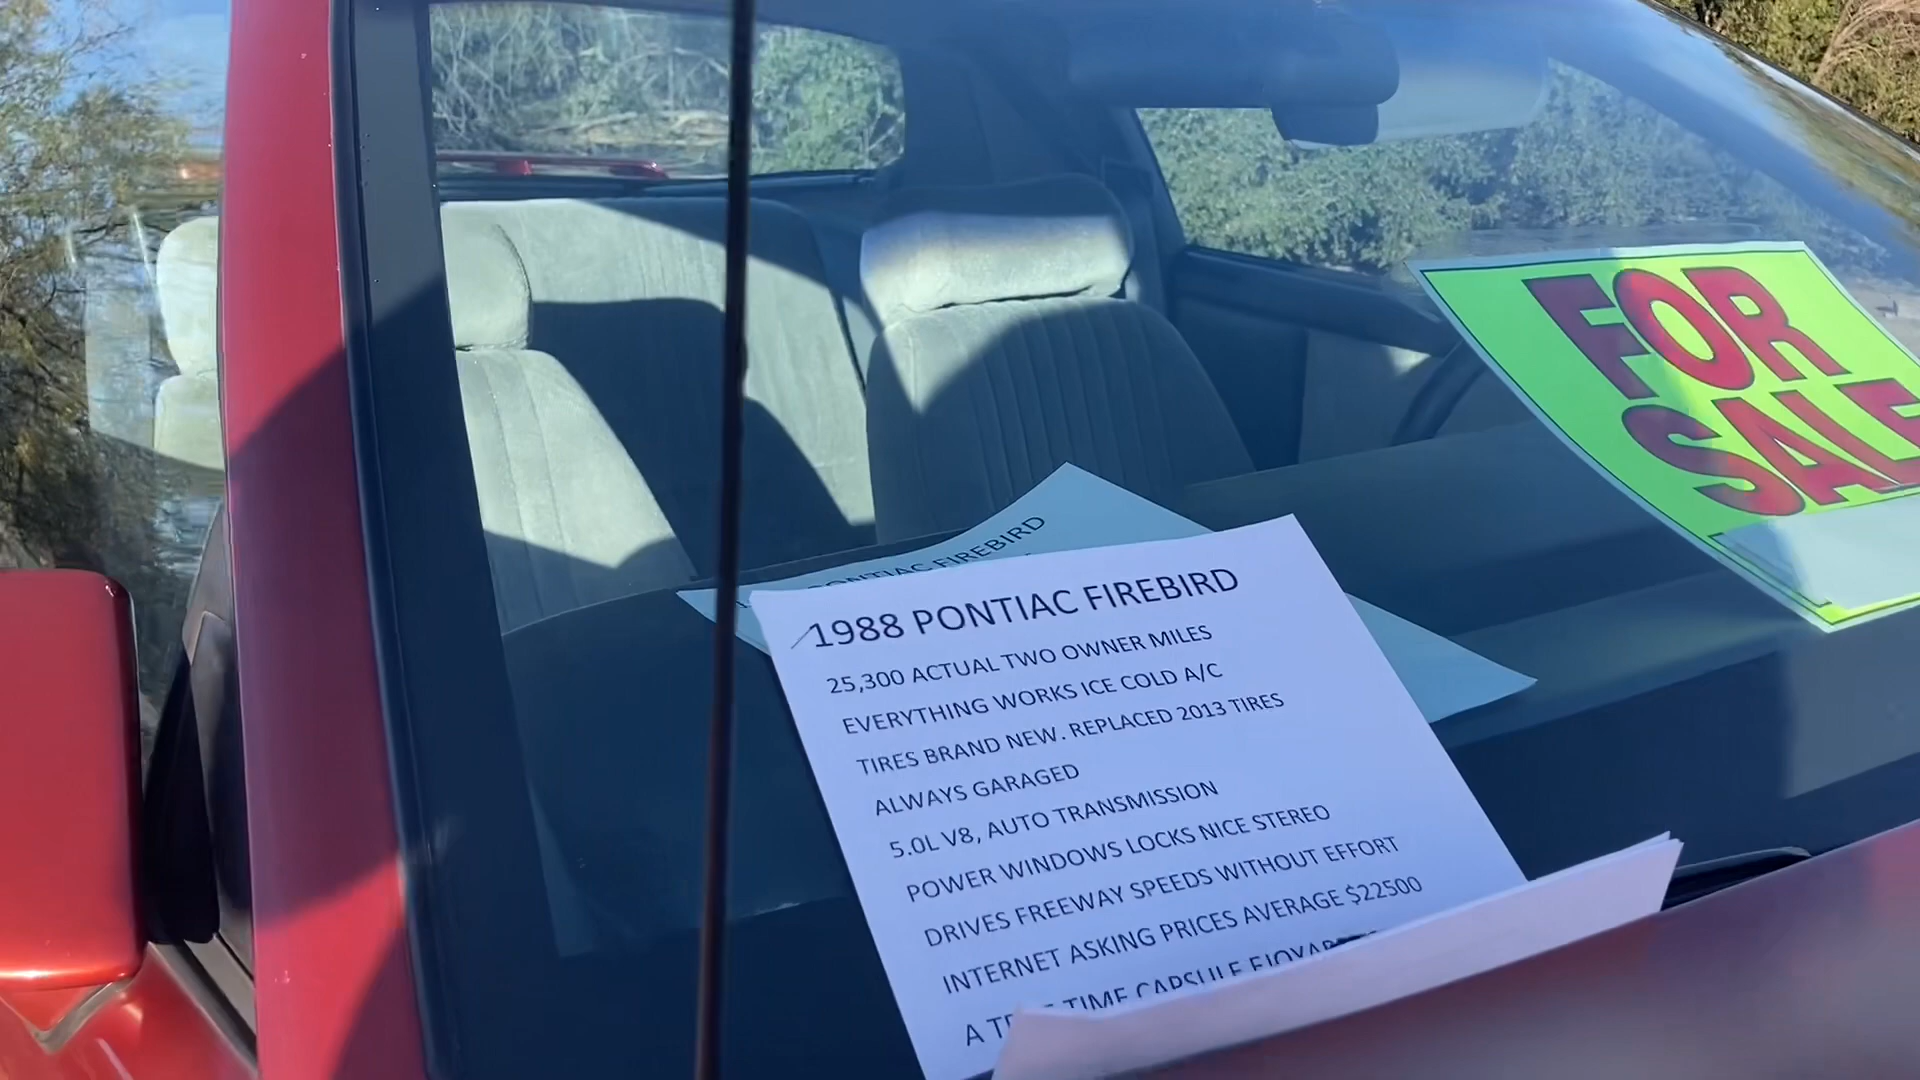 FOR
SALE
PONTIAC FIREBIRD
1988 PONTIAC FIREBIRD
25,300 ACTUAL TWO OWNER MILES
EVERYTHING WORKS ICE COLD A/C
TIRES BRAND NEW. REPLACED 2013 TIRES
ALWAYS GARAGED
5.0L V8, AUTO TRANSMISSION
POWER WINDOWS LOCKS NICE STEREO
DRIVES FREEWAY SPEEDS WITHOUT EFFORT
INTERNET ASKING PRICES AVERAGE $22500
A TIME CAPSULE